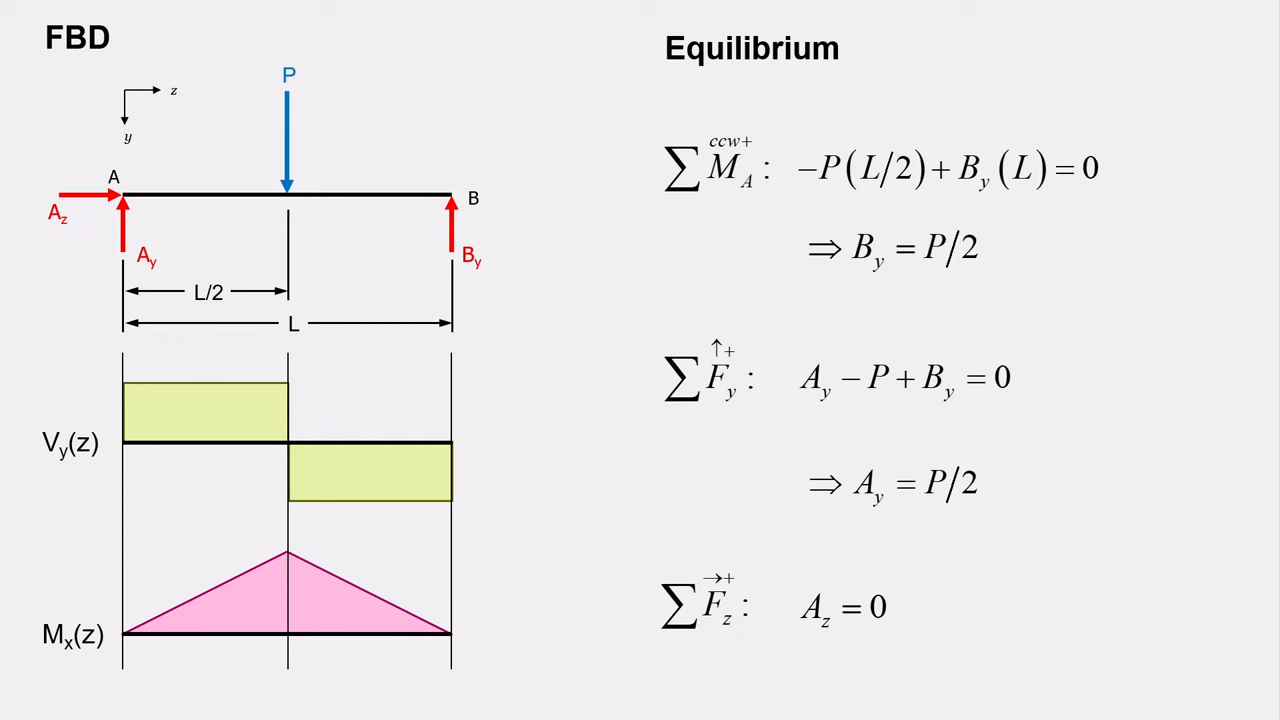 FBD
P
z
y
A
B
A_z
A_y
B_y
L/2
L
V_y(z)
M_x(z)
Equilibrium
∑ M_A (ccw+) : −P(L/2) + B_y(L) = 0
⇒ B_y = P/2
∑ F_y (↑+) : A_y − P + B_y = 0
⇒ A_y = P/2
∑ F_z (→+) : A_z = 0